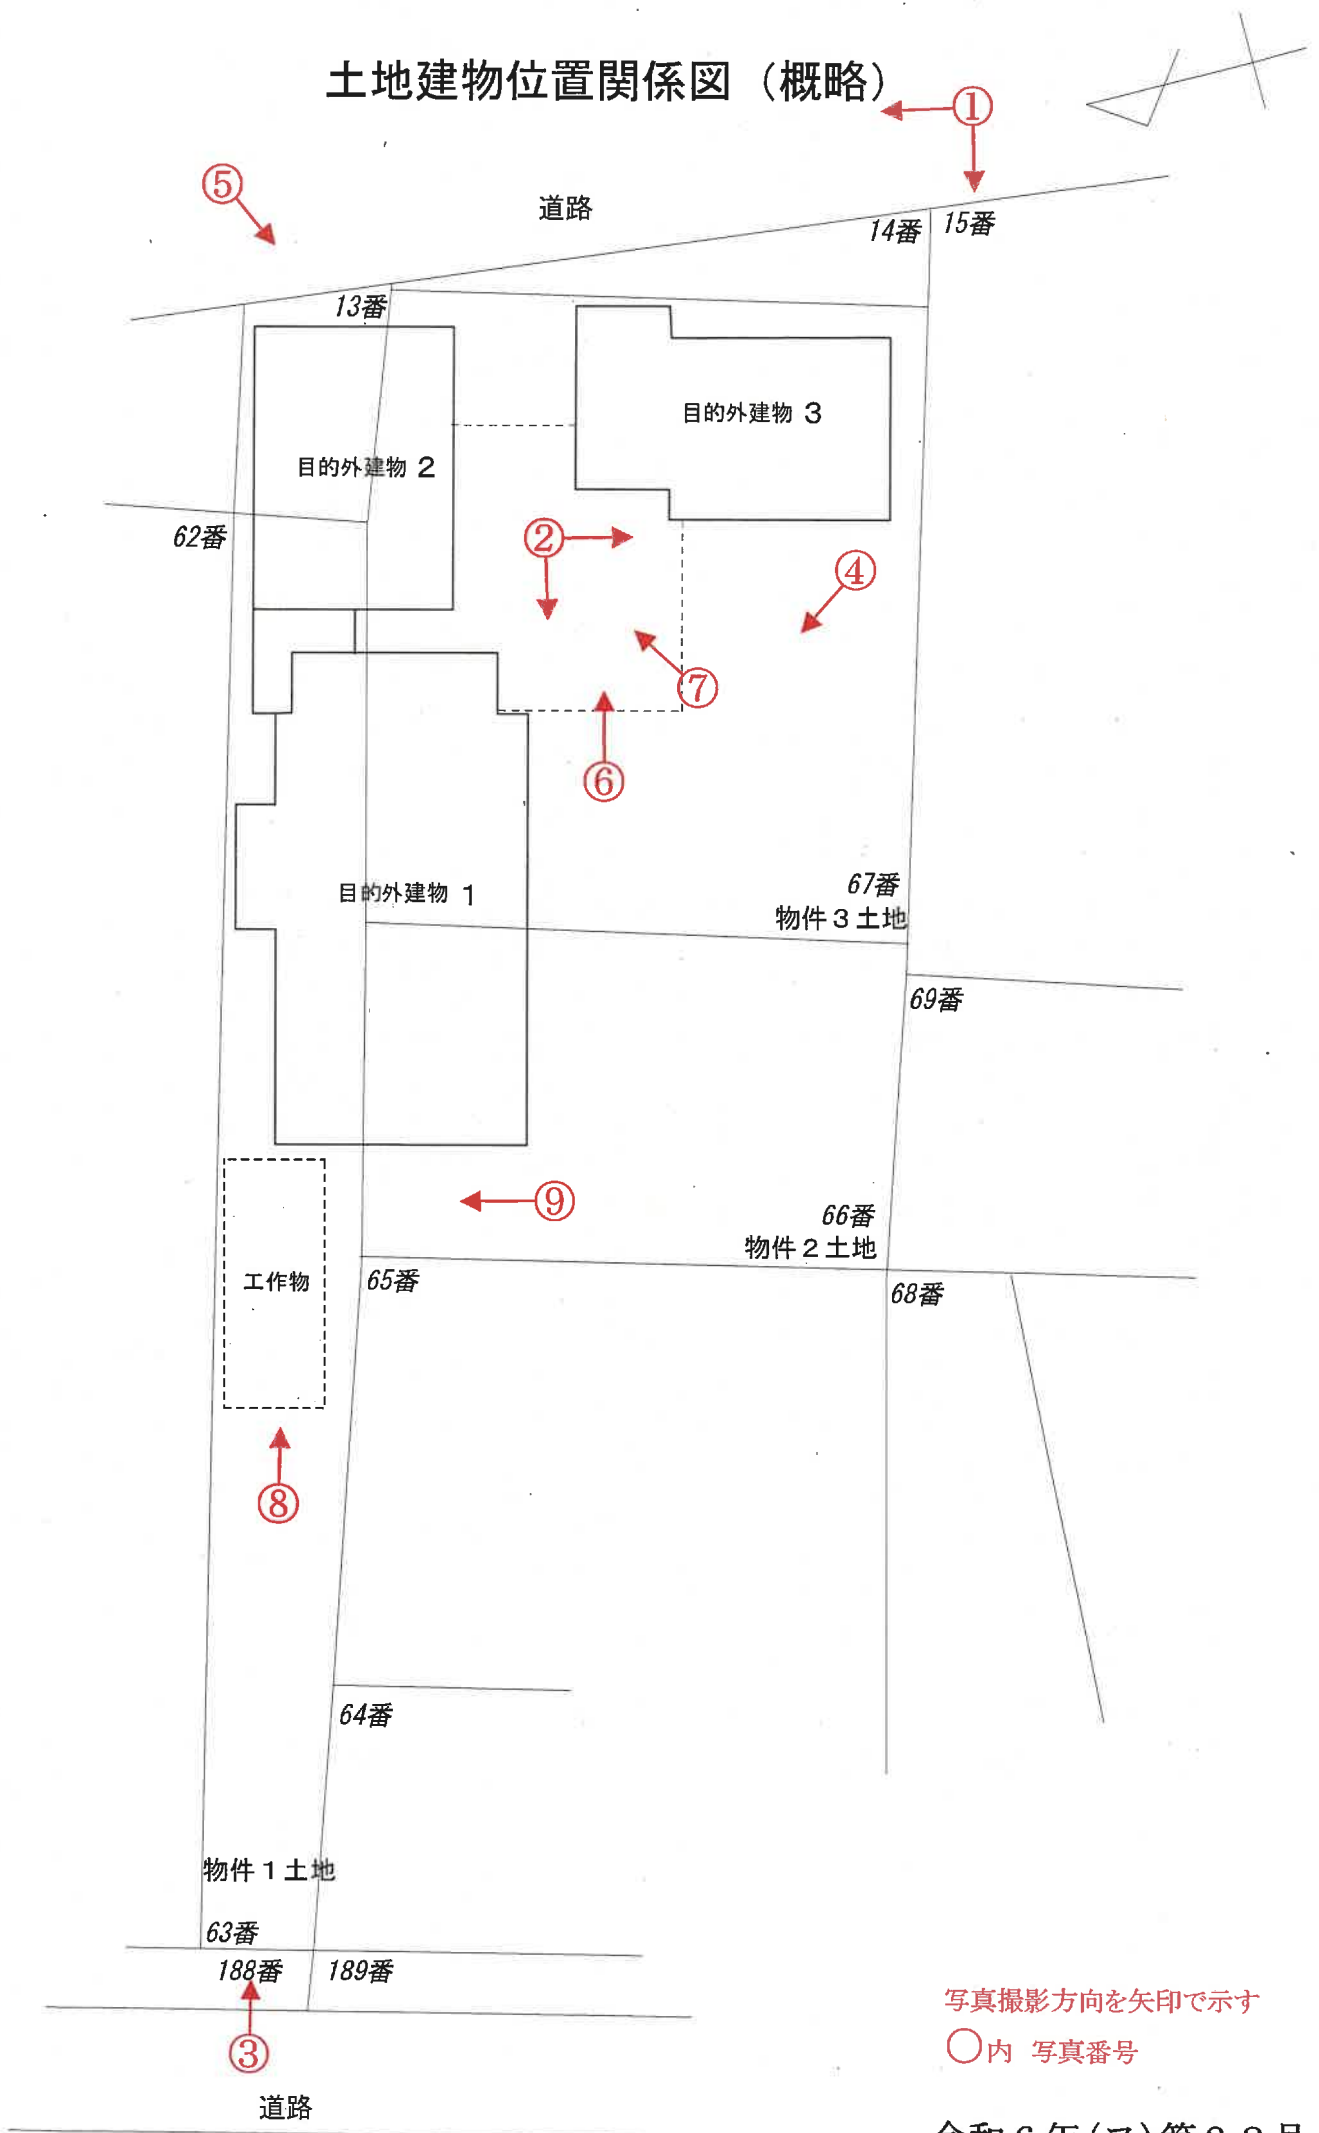 土地建物位置関係図（概略）
①
⑤
道路
14番
15番
13番
目的外建物 3
目的外建物 2
62番
②
④
⑦
⑥
67番
目的外建物 1
物件３土地
69番
⑨
66番
物件２土地
工作物
65番
68番
⑧
64番
物件１土地
63番
188番
189番
写真撮影方向を矢印で示す
③
○内 写真番号
道路